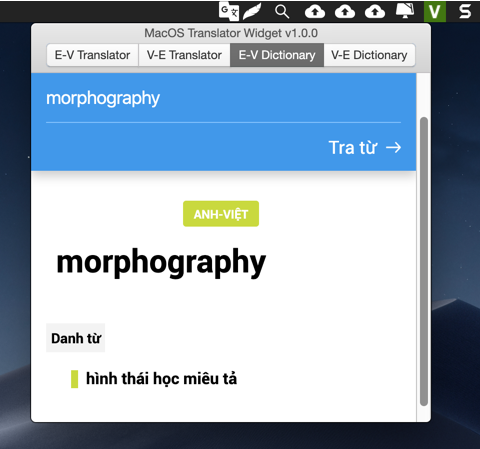 G V S
MacOS Translator Widget v1.0.0
E-V Translator V-E Translator E-V Dictionary V-E Dictionary
morphography
Tra từ →
ANH-VIỆT
morphography
Danh từ
hình thái học miêu tả